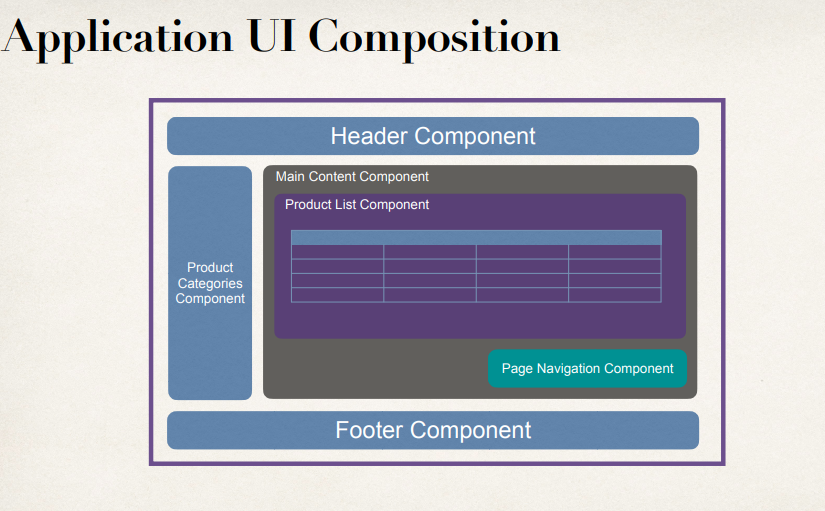 Application UI Composition
Header Component
Main Content Component
Product List Component
Product
Categories
Component
Page Navigation Component
Footer Component